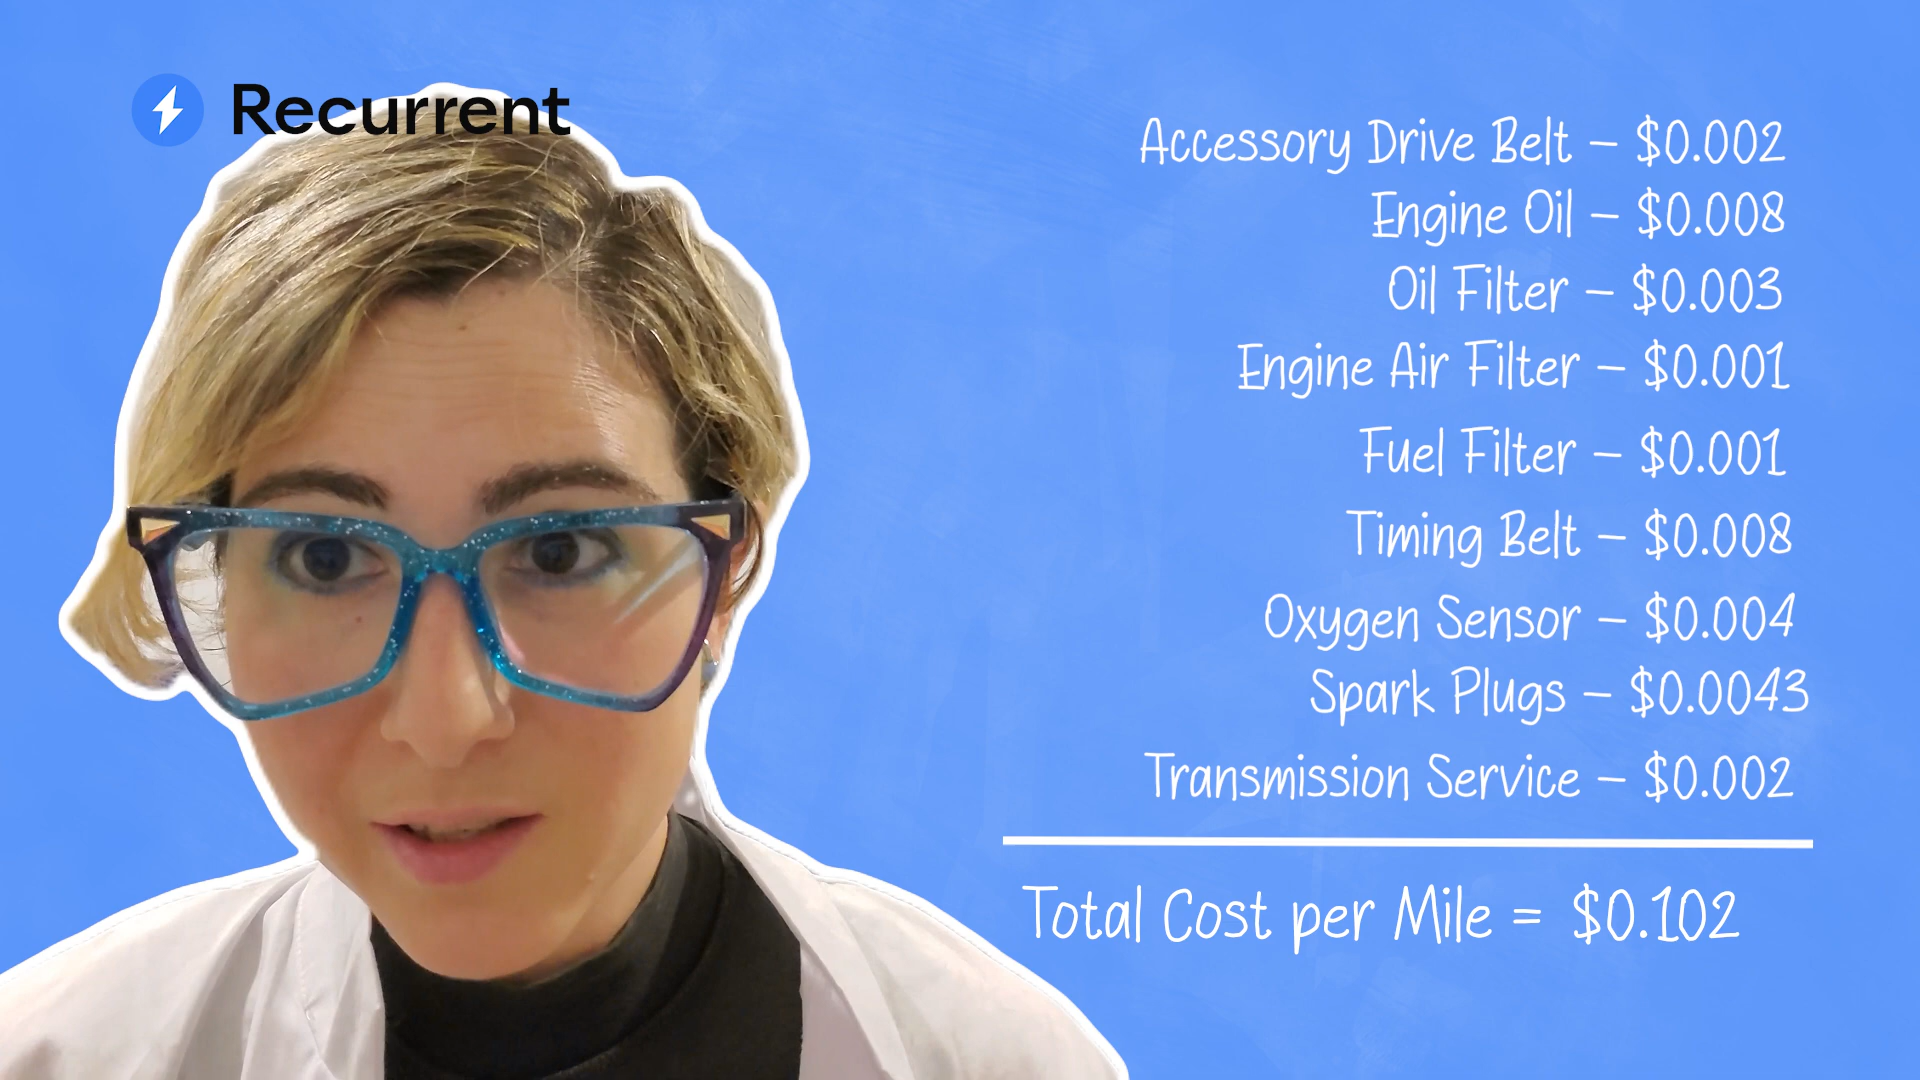 Recurrent
Accessory Drive Belt – $0.002
Engine Oil – $0.008
Oil Filter – $0.003
Engine Air Filter – $0.001
Fuel Filter – $0.001
Timing Belt – $0.008
Oxygen Sensor – $0.004
Spark Plugs – $0.0043
Transmission Service – $0.002
Total Cost per Mile = $0.102